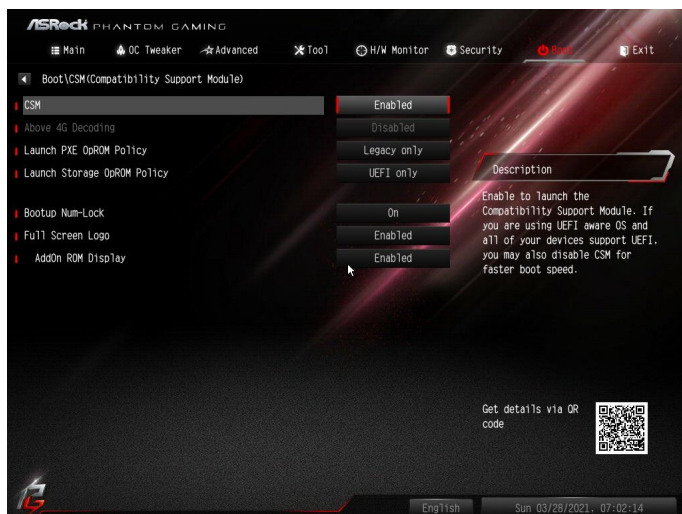 ASRock PHANTOM GAMING
Main OC Tweaker Advanced Tool H/W Monitor Security Boot Exit
Boot\CSM(Compatibility Support Module)
CSM Enabled
Above 4G Decoding Disabled
Launch PXE OpROM Policy Legacy only
Launch Storage OpROM Policy UEFI only
Bootup Num-Lock On
Full Screen Logo Enabled
AddOn ROM Display Enabled
Description
Enable to launch the
Compatibility Support Module. If
you are using UEFI aware OS and
all of your devices support UEFI,
you may also disable CSM for
faster boot speed.
Get details via QR
code
English Sun 03/28/2021, 07:02:14